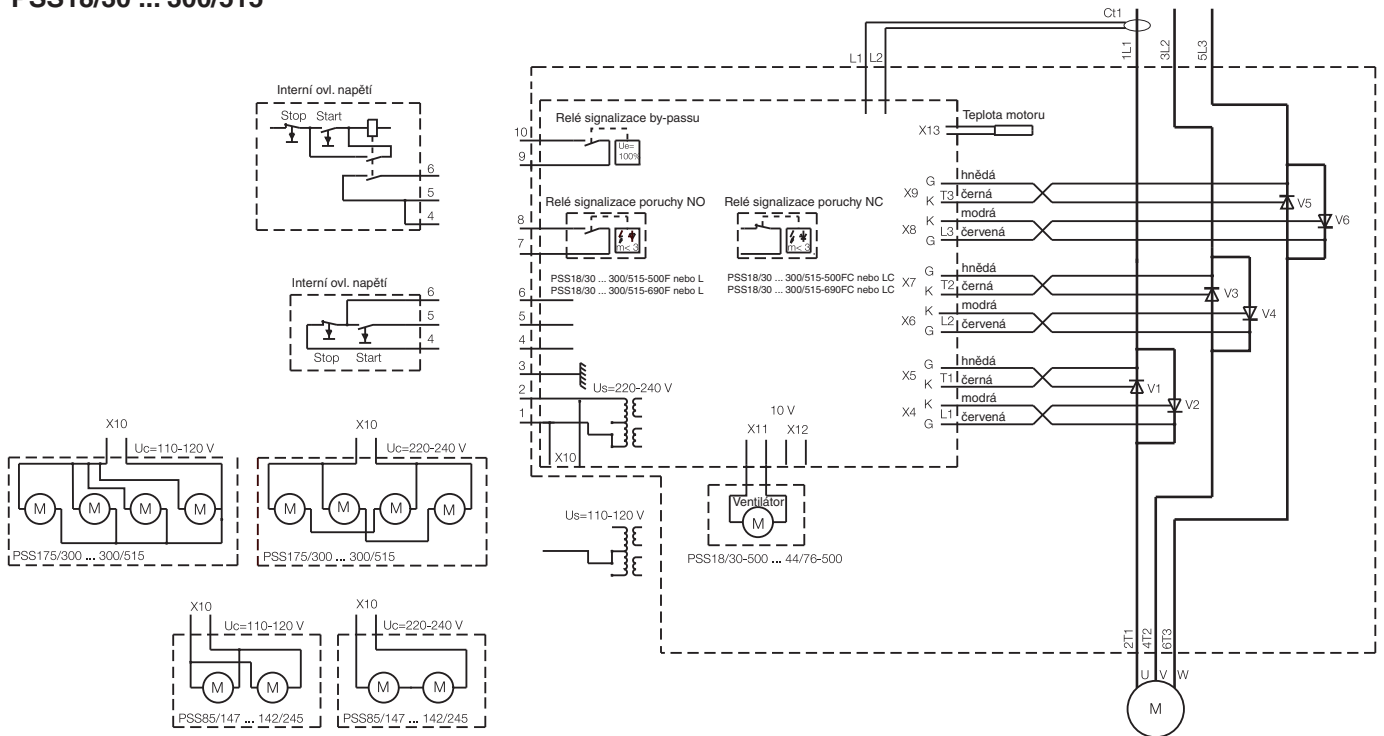 PSS18/30 ... 300/515
Ct1
1L1
3L2
5L3
L1
L2
Interní ovl. napětí
Stop
Start
6
5
4
Interní ovl. napětí
6
5
4
Stop
Start
10
9
8
7
6
5
4
3
2
1
Relé signalizace by-passu
Ue=
100%
Relé signalizace poruchy NO
m< 3
PSS18/30 ... 300/515-500F nebo L
PSS18/30 ... 300/515-690F nebo L
Relé signalizace poruchy NC
m< 3
PSS18/30 ... 300/515-500FC nebo LC
PSS18/30 ... 300/515-690FC nebo LC
X13
Teplota motoru
X9
G
hnědá
K
T3
černá
X8
K
modrá
G
L3
červená
V5
V6
X7
G
hnědá
K
T2
černá
X6
K
modrá
G
L2
červená
V3
V4
X5
G
hnědá
K
T1
černá
X4
K
modrá
G
L1
červená
V1
V2
Us=220-240 V
X10
10 V
X11
X12
Ventilátor
M
PSS18/30-500 ... 44/76-500
Us=110-120 V
X10
Uc=110-120 V
M
M
M
M
PSS175/300 ... 300/515
X10
Uc=220-240 V
M
M
M
M
PSS175/300 ... 300/515
X10
Uc=110-120 V
M
M
PSS85/147 ... 142/245
X10
Uc=220-240 V
M
M
PSS85/147 ... 142/245
2T1
4T2
6T3
U
V
W
M